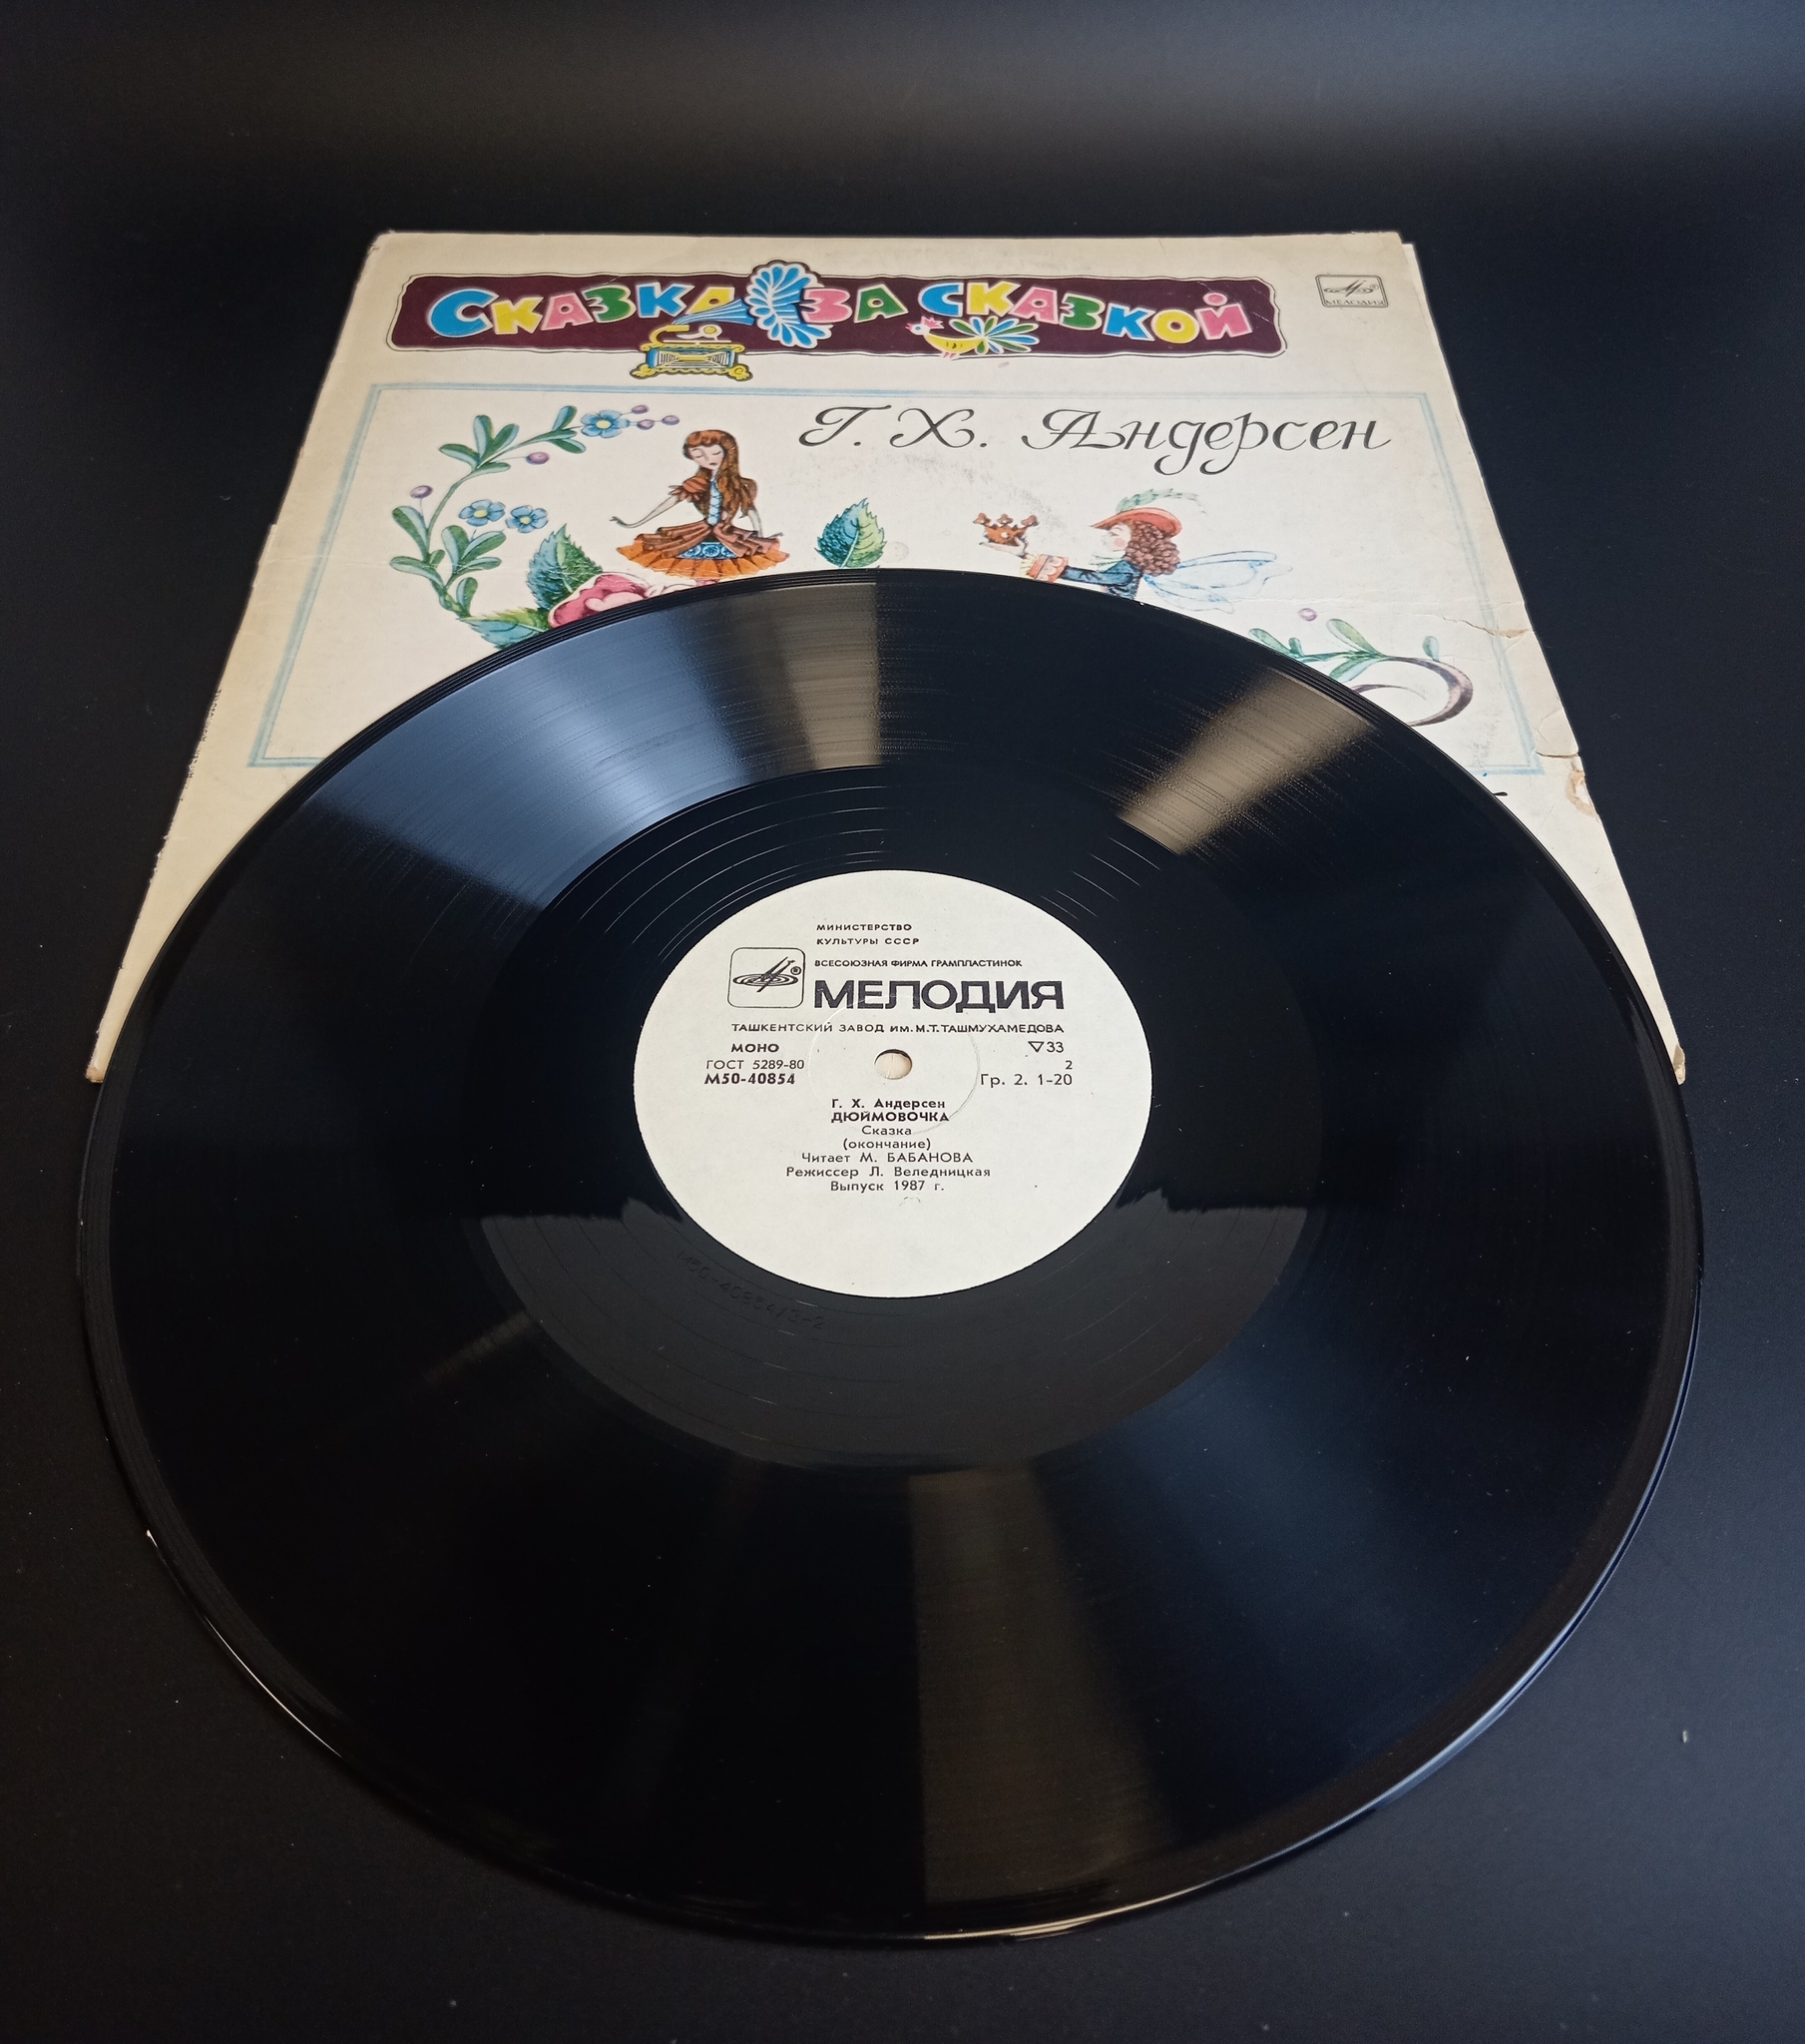 СКАЗКА ЗА СКАЗКОЙ
МЕЛОДИЯ
Г. Х. Андерсен
МИНИСТЕРСТВО
КУЛЬТУРЫ СССР
ВСЕСОЮЗНАЯ ФИРМА ГРАМПЛАСТИНОК
МЕЛОДИЯ
ТАШКЕНТСКИЙ ЗАВОД ИМ. М.Т. ТАШМУХАМЕДОВА
МОНО ▽33
ГОСТ 5289-80 2
М50-40854 Гр. 2. 1-20
Г. Х. Андерсен
ДЮЙМОВОЧКА
Сказка
(окончание)
Читает М. БАБАНОВА
Режиссер Л. Веледницкая
Выпуск 1987 г.